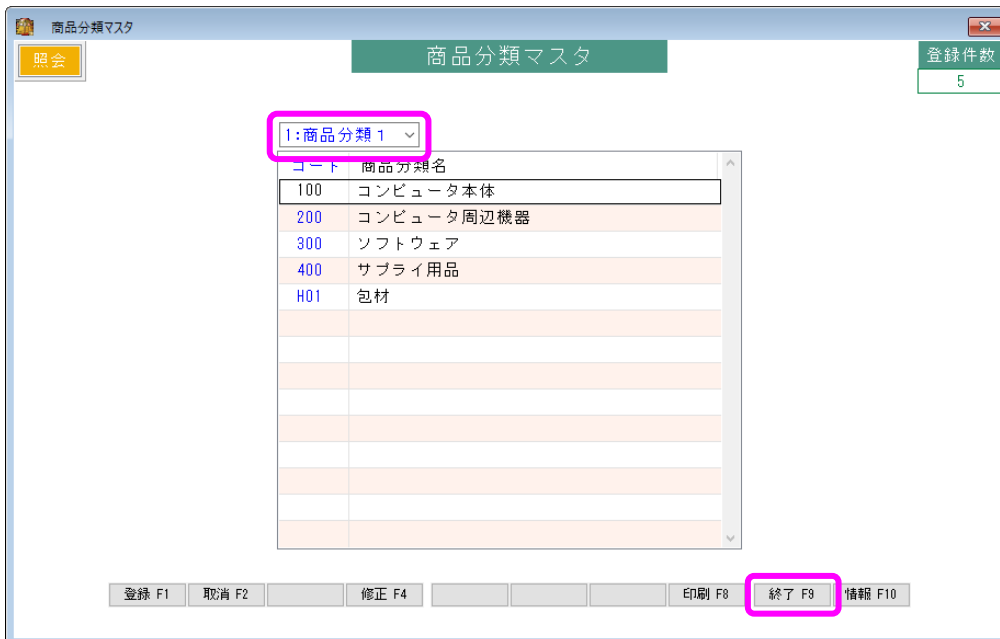 商品分類マスタ
照会
商品分類マスタ
登録件数
5
1:商品分類1
コード 商品分類名
100 コンピュータ本体
200 コンピュータ周辺機器
300 ソフトウェア
400 サプライ用品
H01 包材
登録 F1 取消 F2 修正 F4 印刷 F8 終了 F9 情報 F10